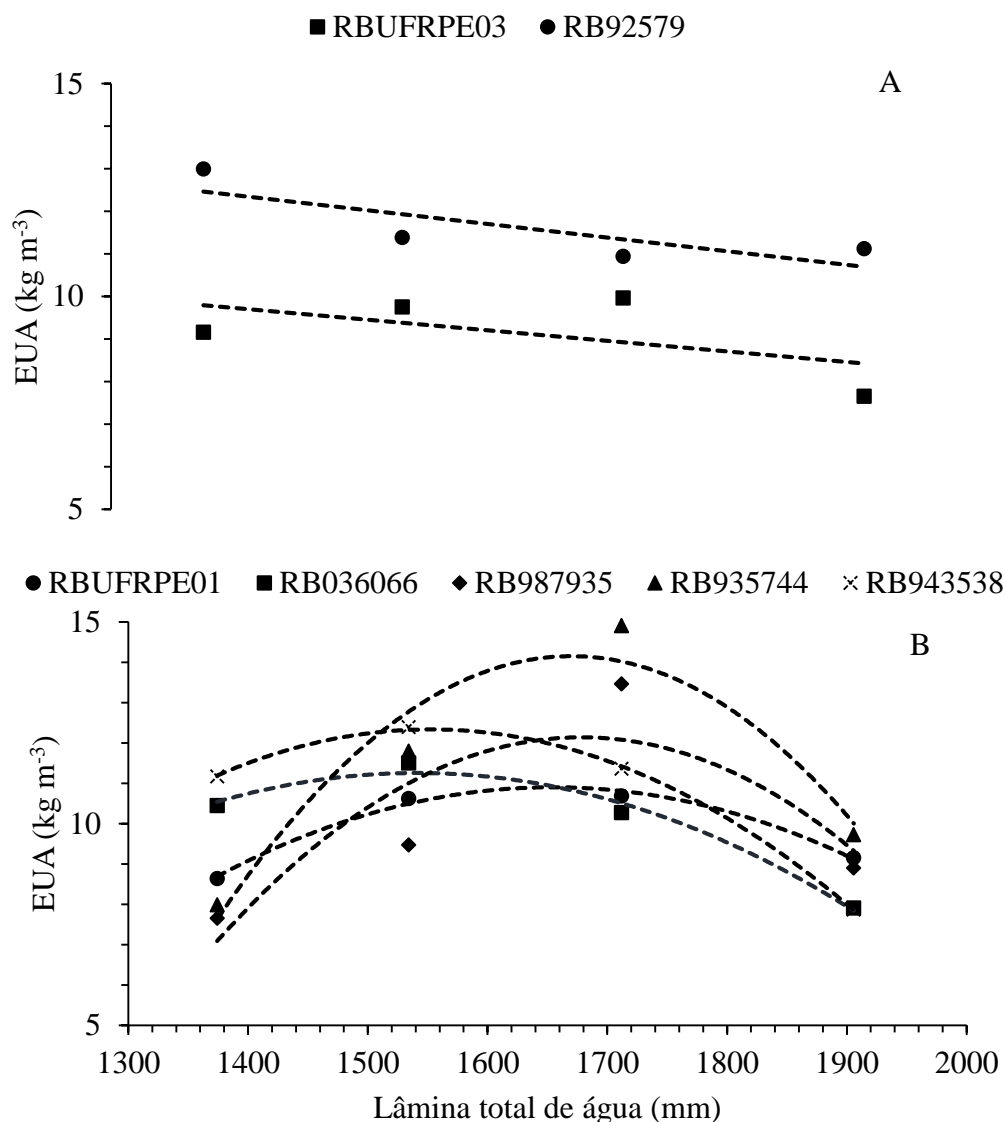 RBUFRPE03 RB92579
A
15
10
5
EUA (kg m-3)
RBUFRPE01 RB036066 RB987935 RB935744 RB943538
B
15
10
5
EUA (kg m-3)
1300 1400 1500 1600 1700 1800 1900 2000
Lâmina total de água (mm)